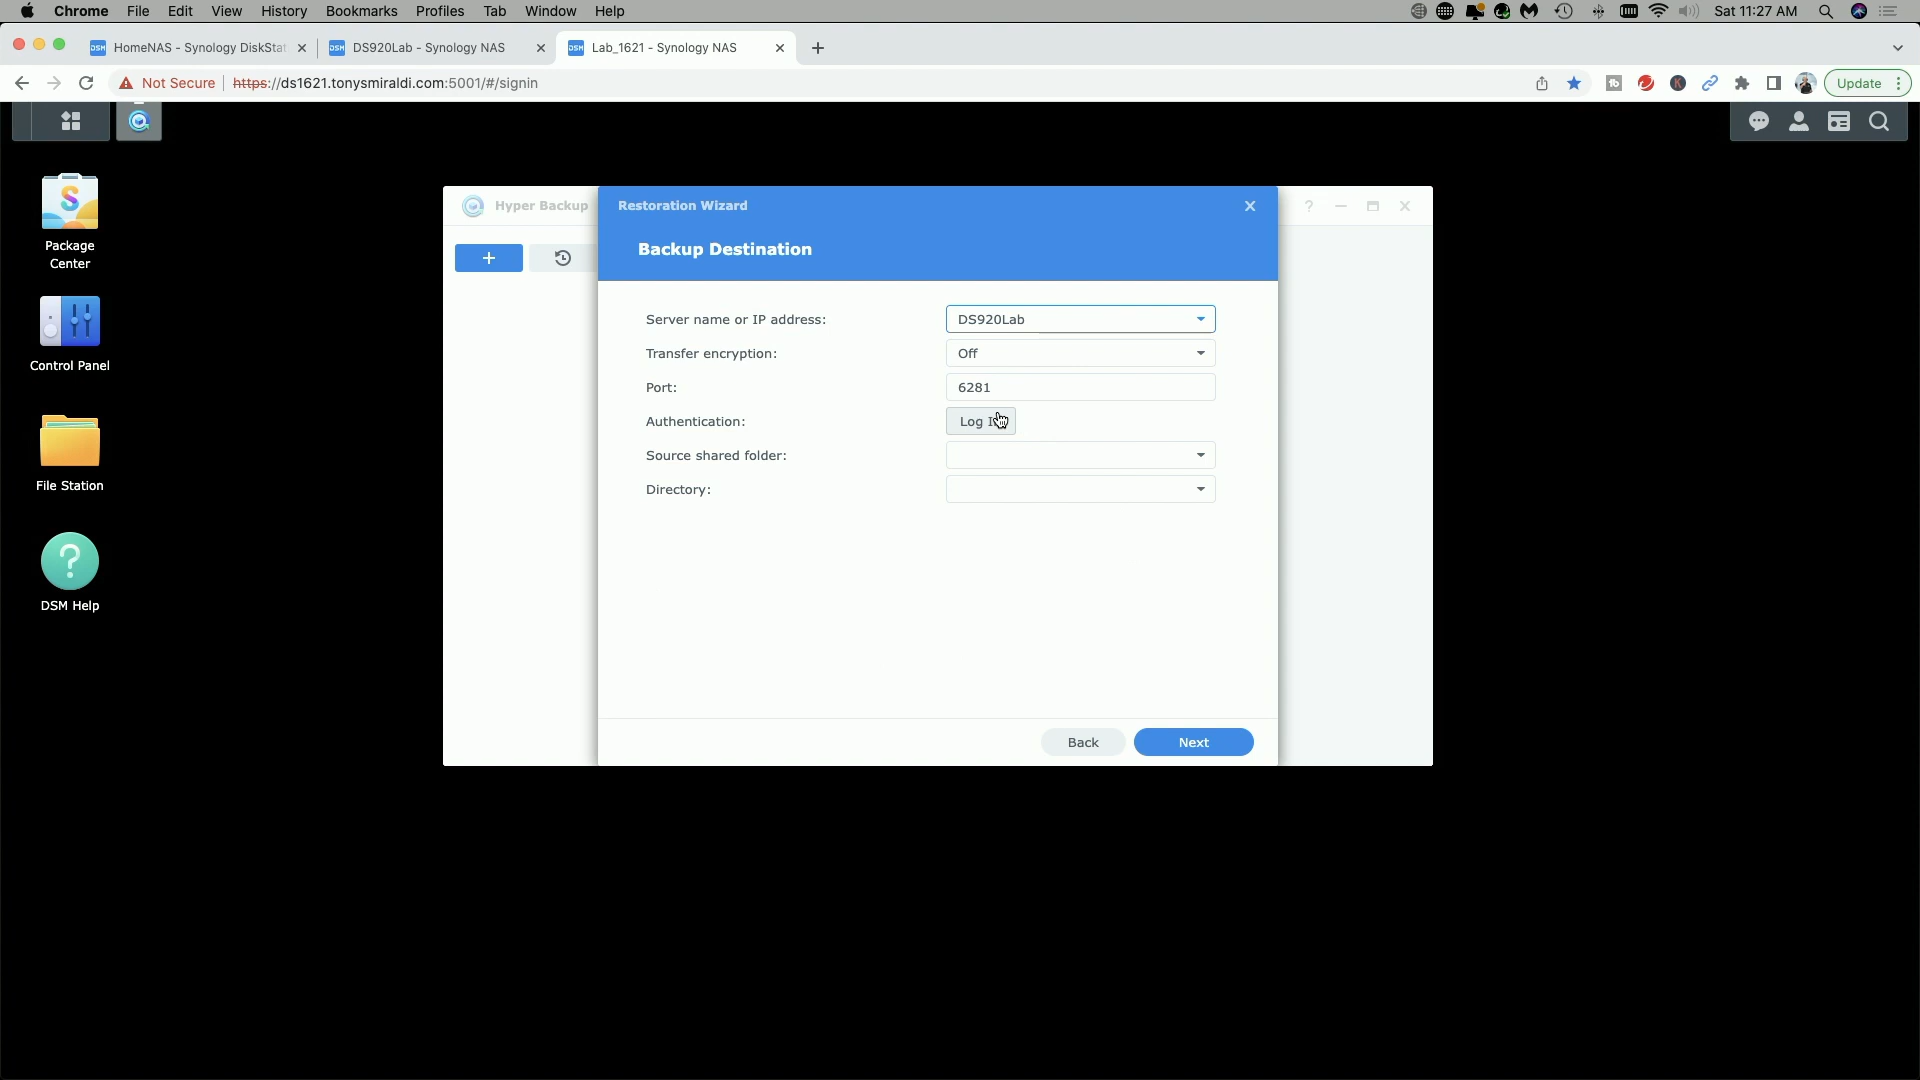 Chrome File Edit View History Bookmarks Profiles Tab Window Help Sat 11:27 AM
HomeNAS - Synology DiskStat DS920Lab - Synology NAS Lab_1621 - Synology NAS
Not Secure https://ds1621.tonysmiraldi.com:5001/#/signin Update
Package
Center
Control Panel
File Station
DSM Help
Hyper Backup
Restoration Wizard
Backup Destination
Server name or IP address: DS920Lab
Transfer encryption: Off
Port: 6281
Authentication: Log In
Source shared folder:
Directory:
Back Next